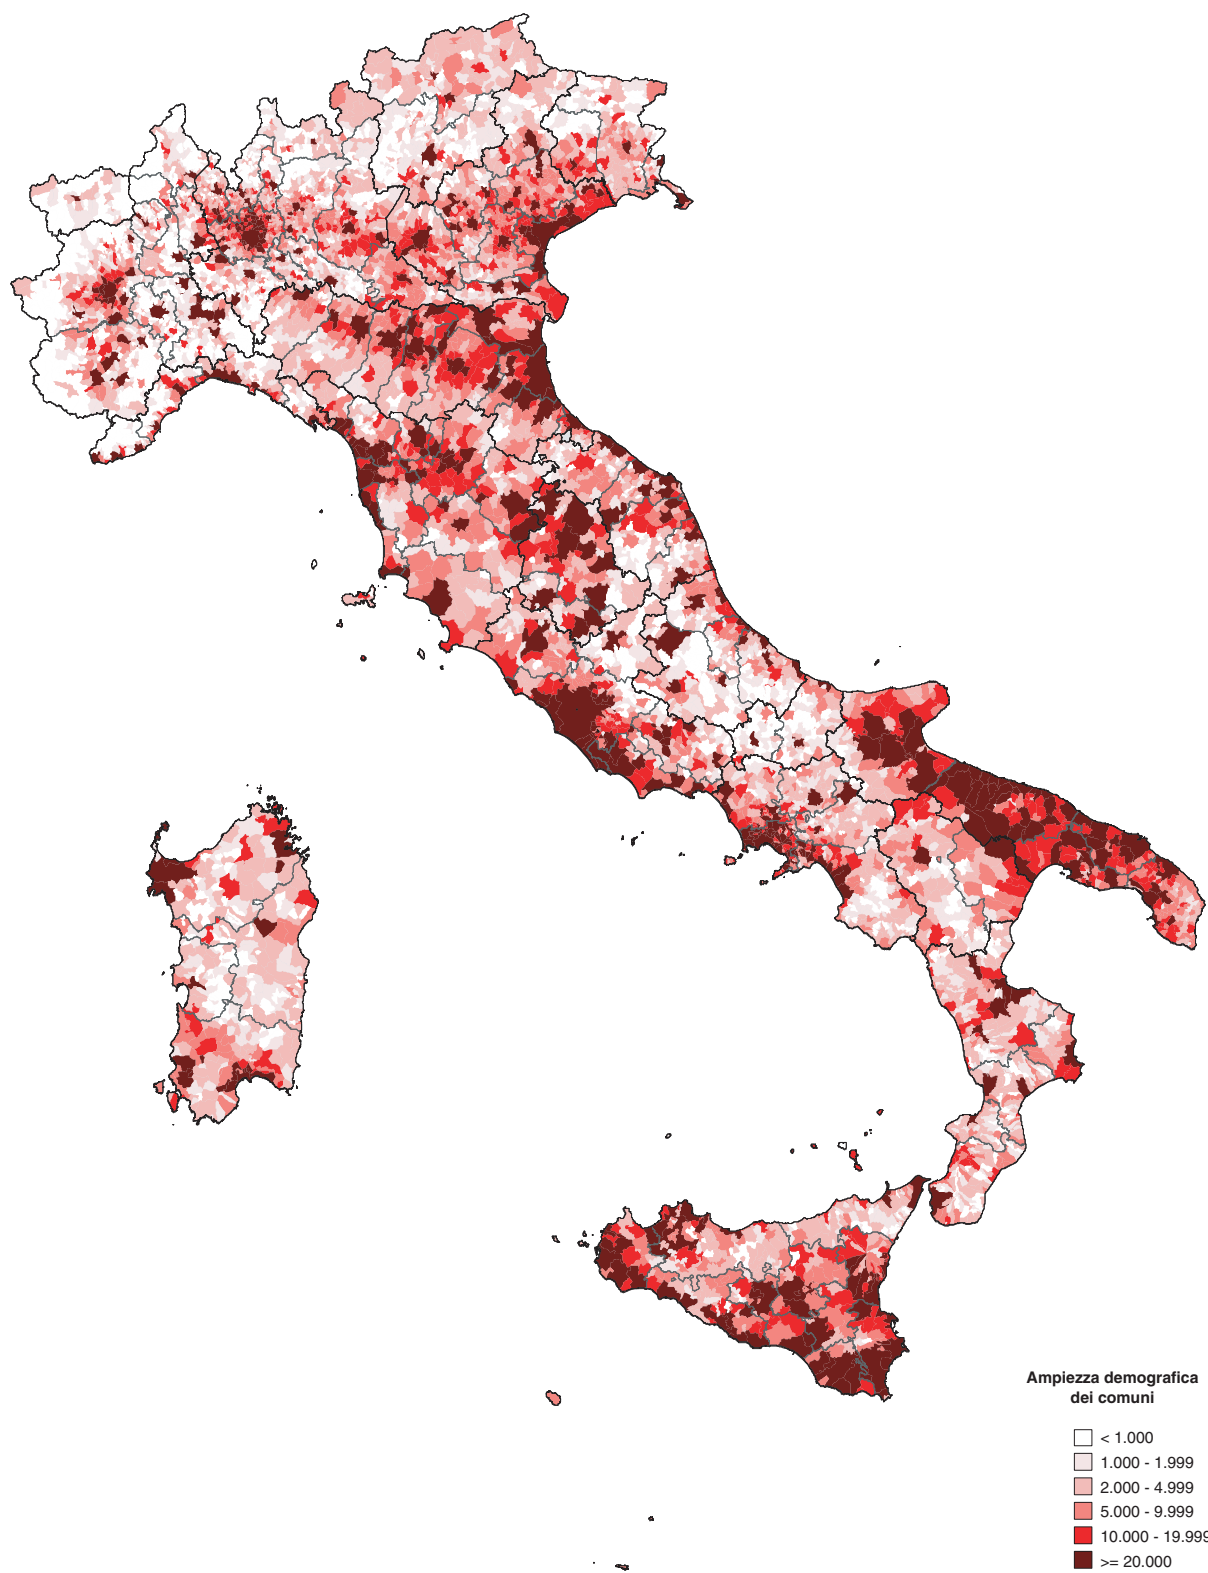 Ampiezza demografica
dei comuni
< 1.000
1.000 - 1.999
2.000 - 4.999
5.000 - 9.999
10.000 - 19.999
>= 20.000